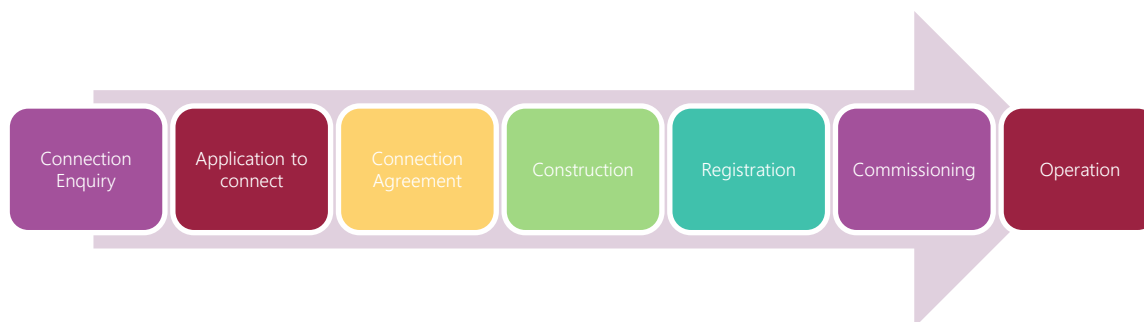 Connection
Enquiry
Application to
connect
Connection
Agreement
Construction
Registration
Commissioning
Operation